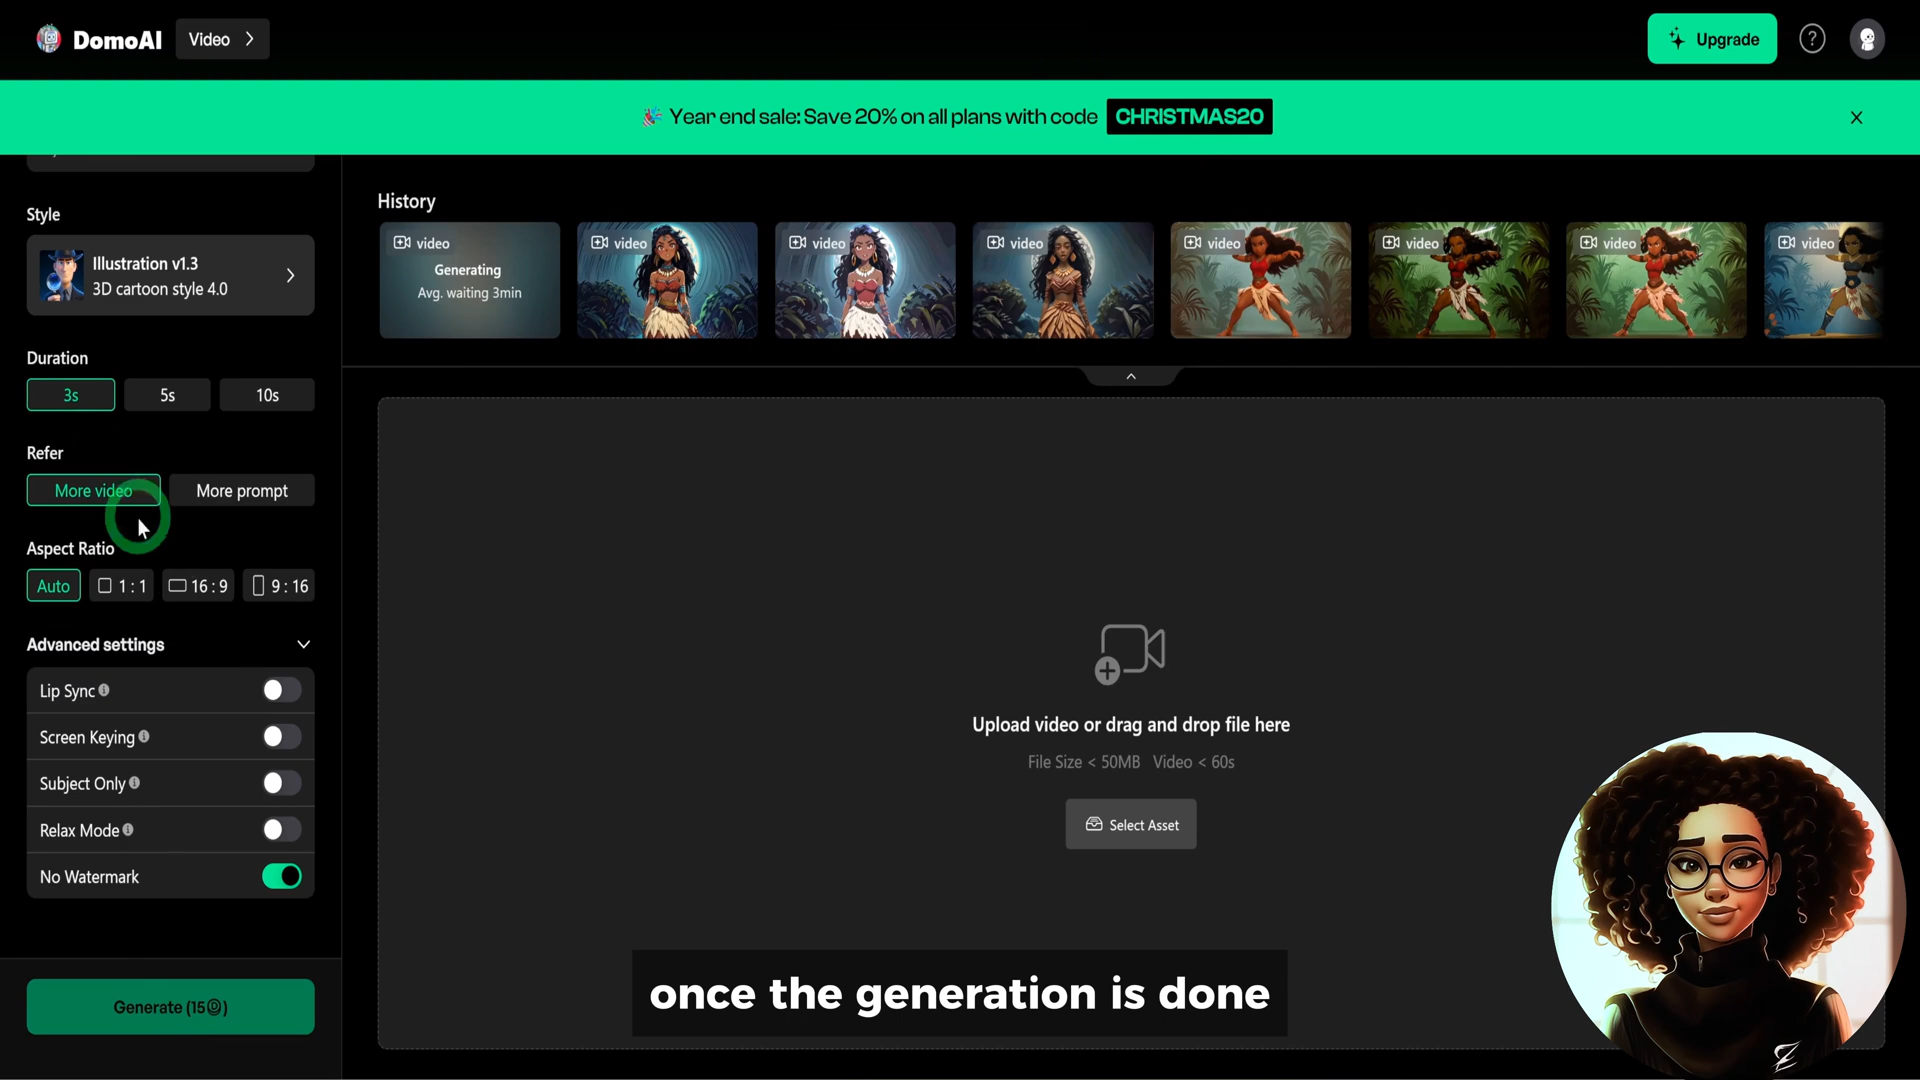 DomoAI
Video
Upgrade
?
Year end sale: Save 20% on all plans with code CHRISTMAS20
Style
Illustration v1.3
3D cartoon style 4.0
Duration
3s
5s
10s
Refer
More video
More prompt
Aspect Ratio
Auto
1 : 1
16 : 9
9 : 16
Advanced settings
Lip Sync
Screen Keying
Subject Only
Relax Mode
No Watermark
Generate (15)
History
video
Generating
Avg. waiting 3min
video
video
video
video
video
video
video
Upload video or drag and drop file here
File Size < 50MB Video < 60s
Select Asset
once the generation is done